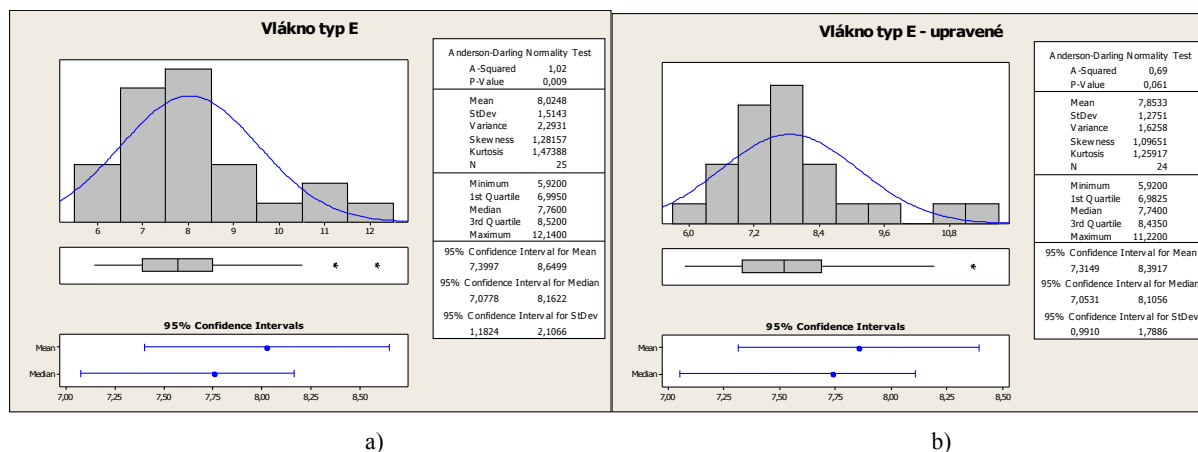 Vlákno typ E
Anderson-Darling Normality Test
A-Squared 1,02
P-Value 0,009
Mean 8,0248
StDev 1,5143
Variance 2,2931
Skewness 1,28157
Kurtosis 1,47388
N 25
Minimum 5,9200
1st Quartile 6,9950
Median 7,7600
3rd Quartile 8,5200
Maximum 12,1400
95% Confidence Interval for Mean
7,3997 8,6499
95% Confidence Interval for Median
7,0778 8,1622
95% Confidence Interval for StDev
1,1824 2,1066
6 7 8 9 10 11 12
95% Confidence Intervals
Mean
Median
7,00 7,25 7,50 7,75 8,00 8,25 8,50
a)
Vlákno typ E - upravené
Anderson-Darling Normality Test
A-Squared 0,69
P-Value 0,061
Mean 7,8533
StDev 1,2751
Variance 1,6258
Skewness 1,09651
Kurtosis 1,25917
N 24
Minimum 5,9200
1st Quartile 6,9825
Median 7,7400
3rd Quartile 8,4350
Maximum 11,2200
95% Confidence Interval for Mean
7,3149 8,3917
95% Confidence Interval for Median
7,0531 8,1056
95% Confidence Interval for StDev
0,9910 1,7886
6,0 7,2 8,4 9,6 10,8
95% Confidence Intervals
Mean
Median
7,00 7,25 7,50 7,75 8,00 8,25 8,50
b)